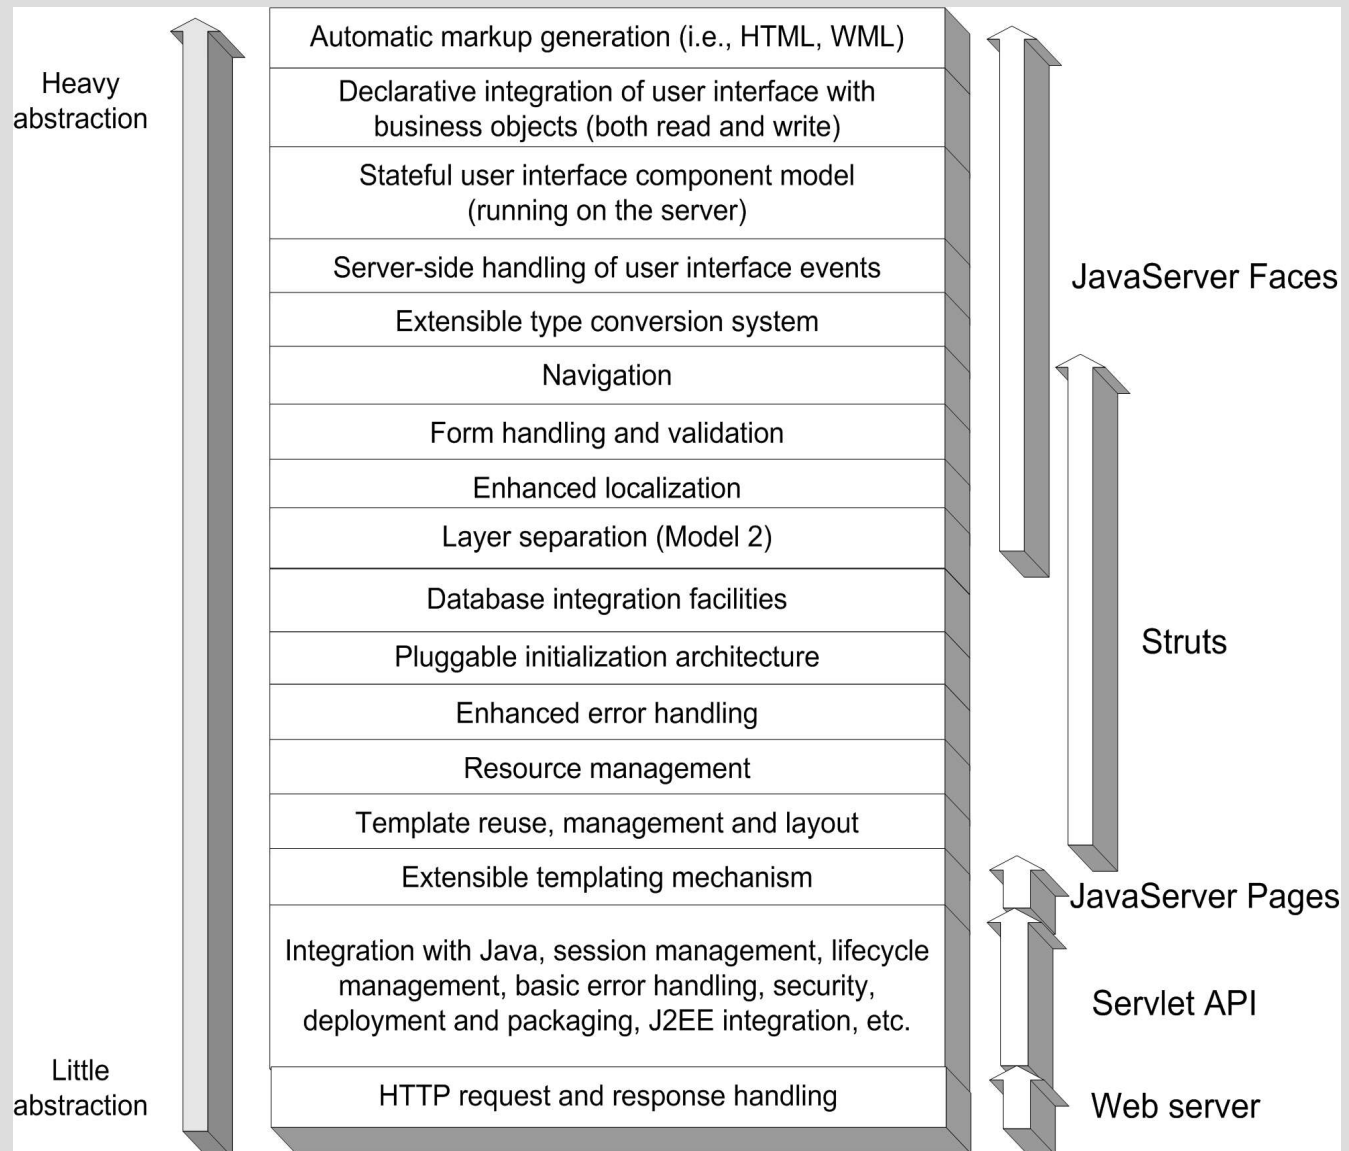 Automatic markup generation (i.e., HTML, WML)
Heavy
abstraction
Declarative integration of user interface with
business objects (both read and write)
Stateful user interface component model
(running on the server)
Server-side handling of user interface events
JavaServer Faces
Extensible type conversion system
Navigation
Form handling and validation
Enhanced localization
Layer separation (Model 2)
Database integration facilities
Struts
Pluggable initialization architecture
Enhanced error handling
Resource management
Template reuse, management and layout
Extensible templating mechanism
JavaServer Pages
Integration with Java, session management, lifecycle
management, basic error handling, security,
deployment and packaging, J2EE integration, etc.
Servlet API
Little
abstraction
HTTP request and response handling
Web server